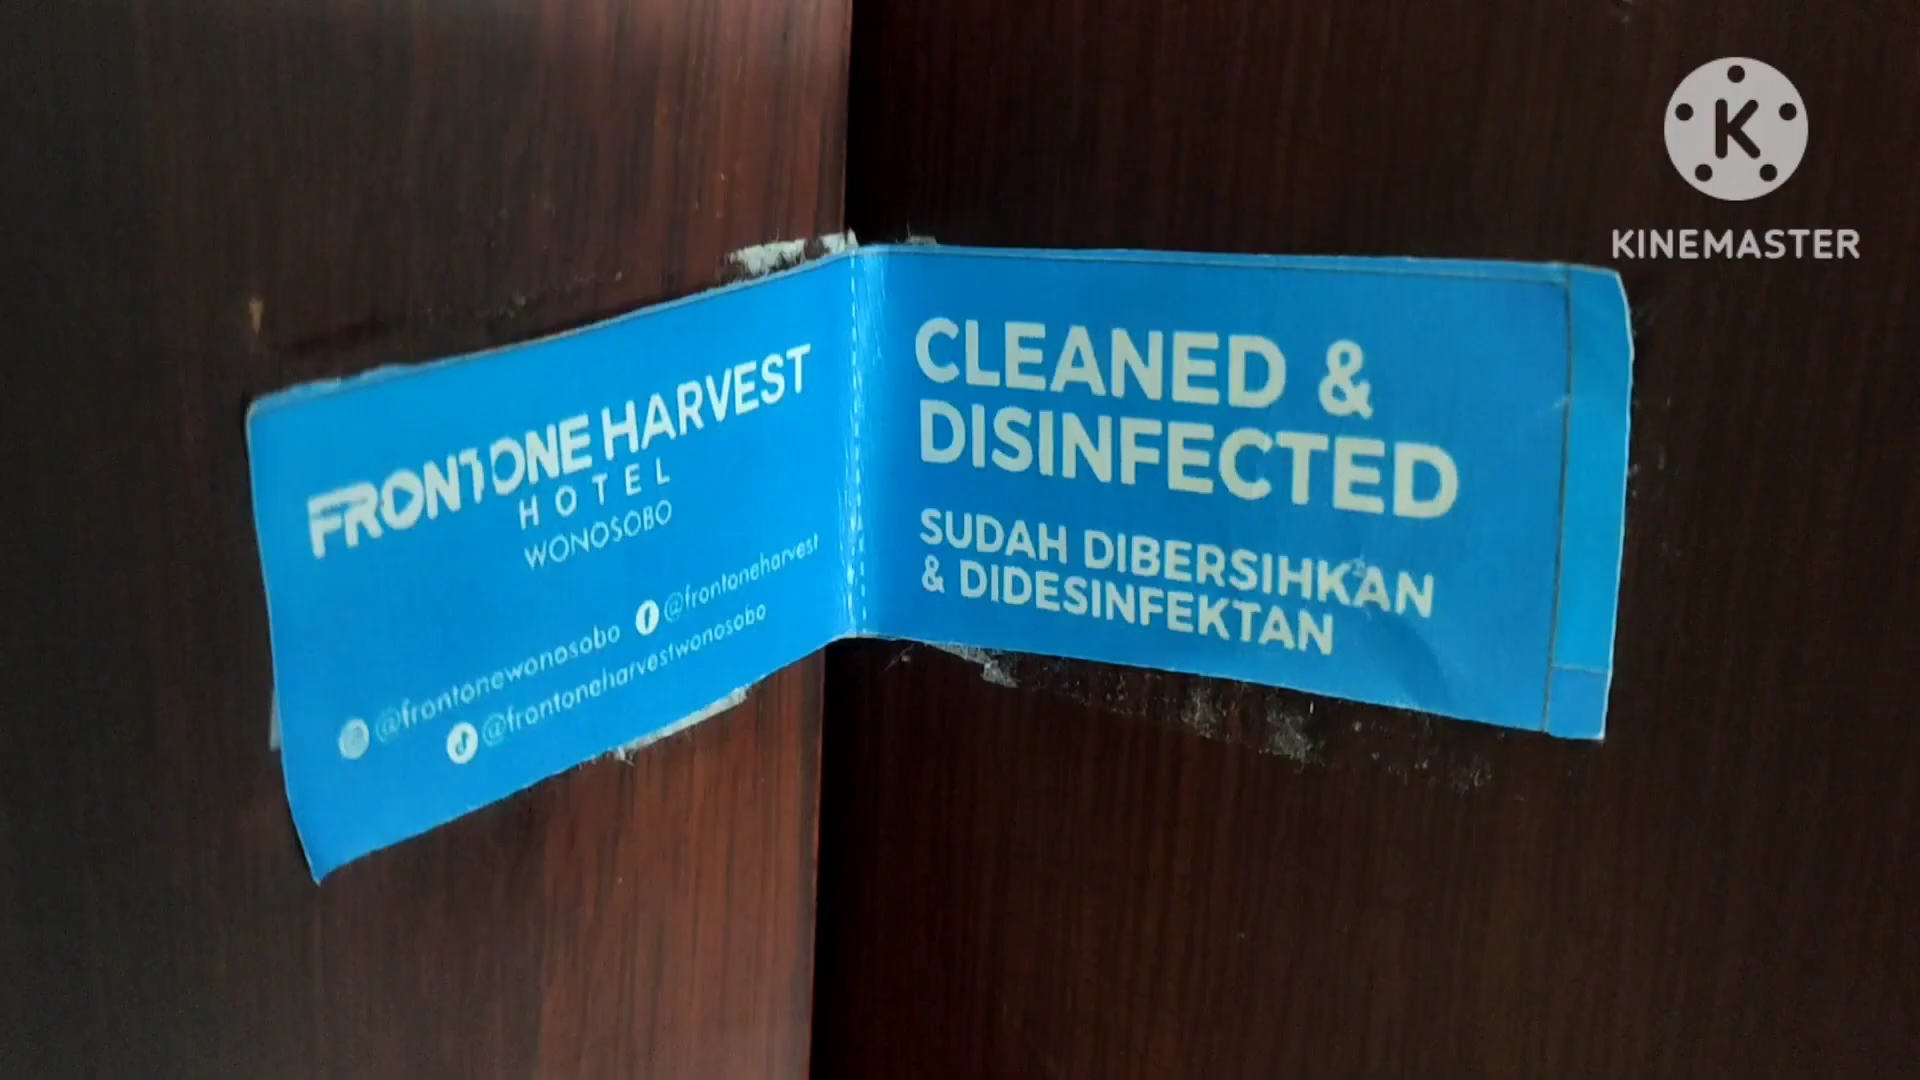 FRONTONE HARVEST
HOTEL
WONOSOBO
@frontonewonosobo @frontoneharvest
@frontoneharvestwonosobo
CLEANED &
DISINFECTED
SUDAH DIBERSIHKAN
& DIDESINFEKTAN
K
KINEMASTER